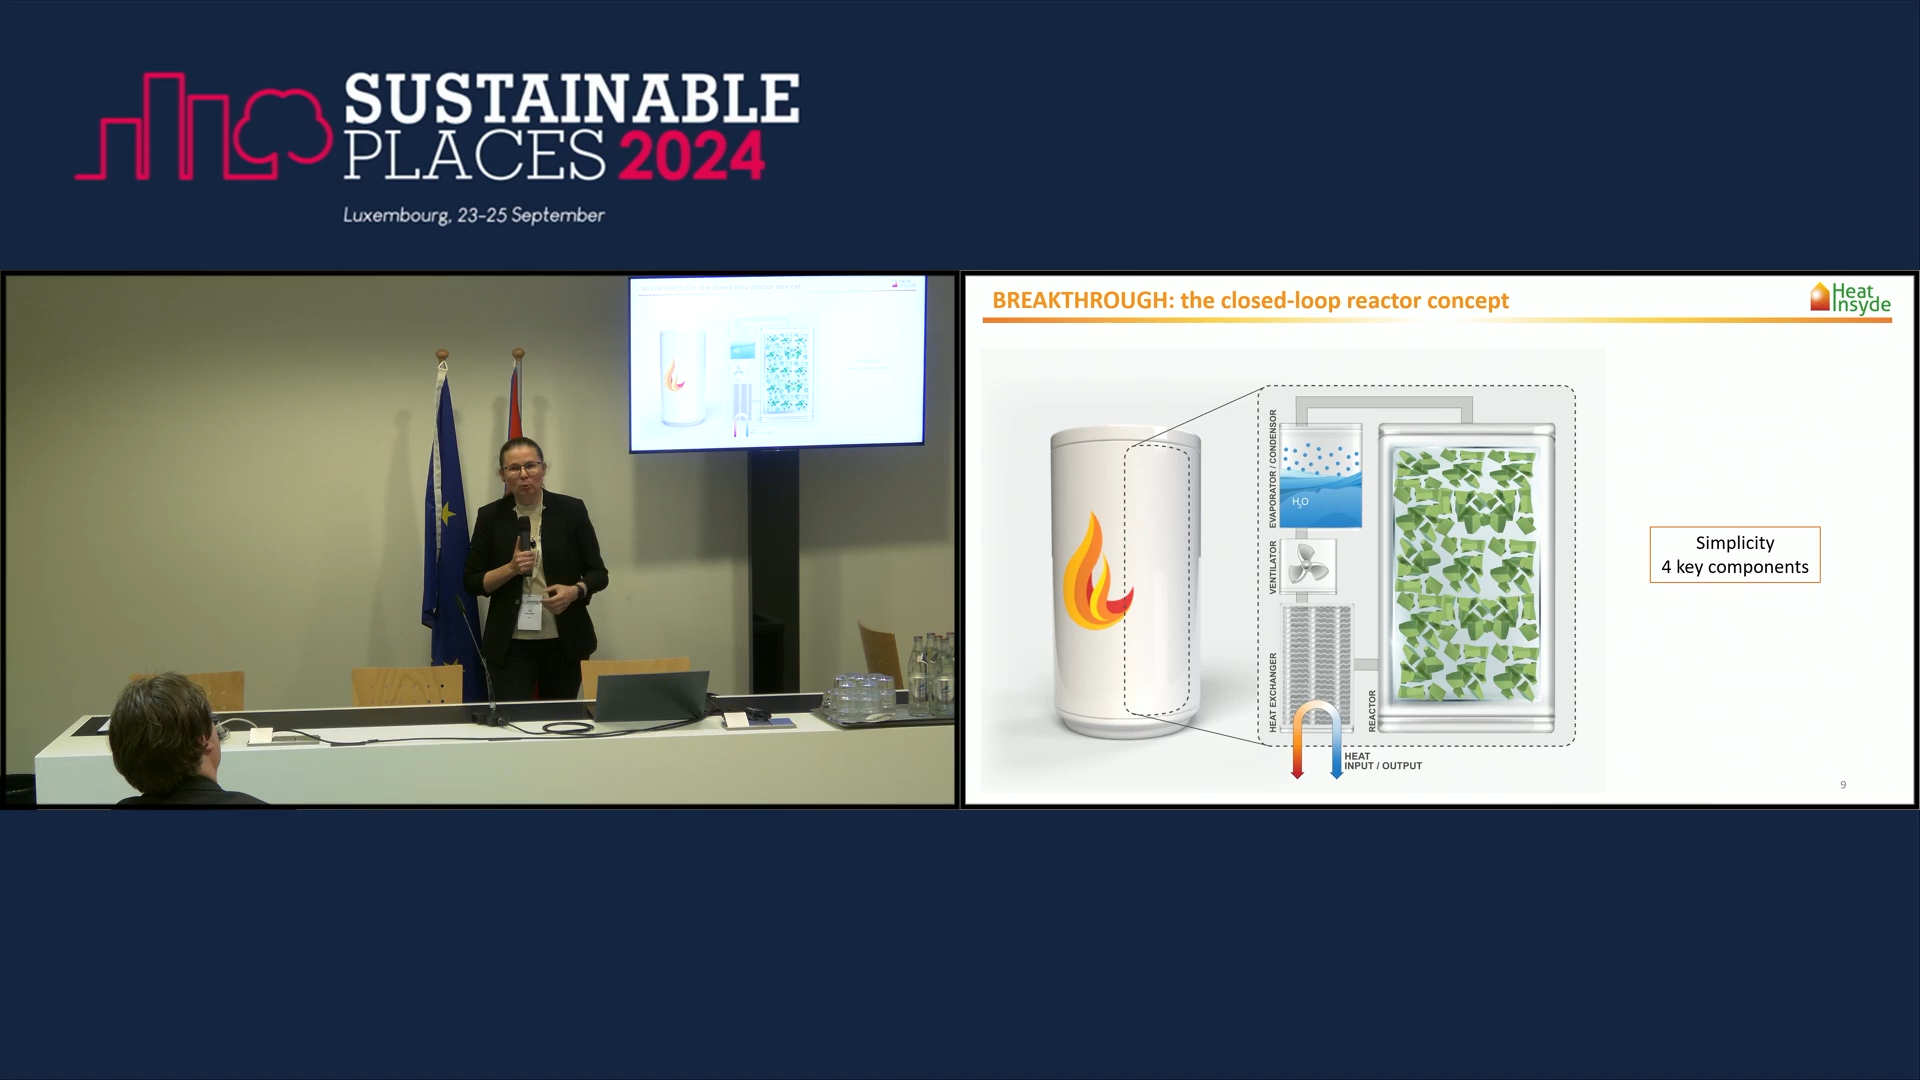 SUSTAINABLE
PLACES 2024
Luxembourg, 23-25 September
BREAKTHROUGH: the closed-loop reactor concept
Heat
Insyde
EVAPORATOR / CONDENSOR
H2O
VENTILATOR
HEAT EXCHANGER
REACTOR
HEAT
INPUT / OUTPUT
Simplicity
4 key components
9